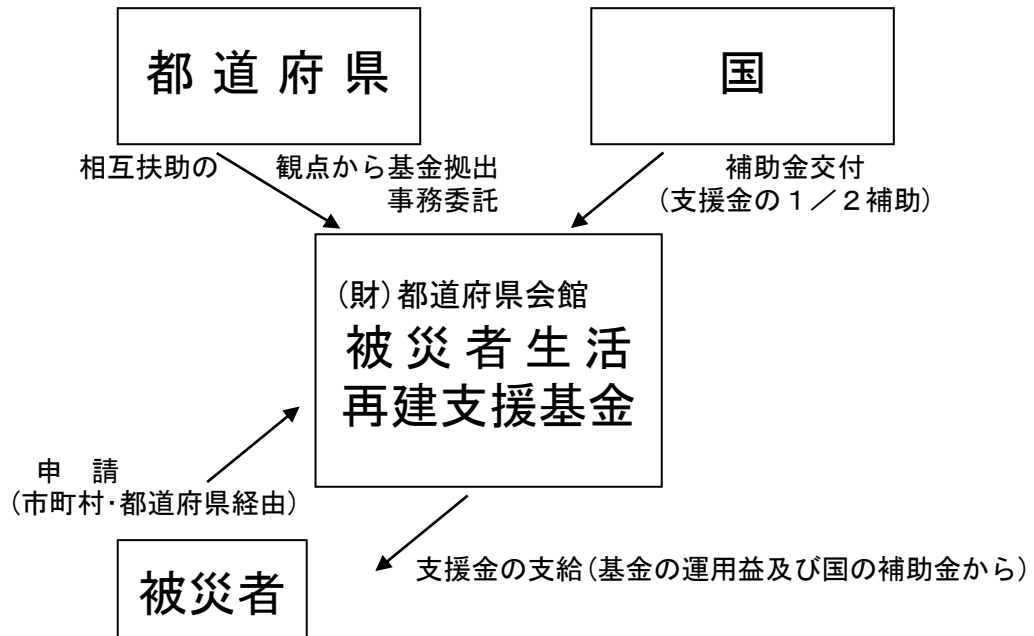 都道府県
国
相互扶助の 観点から基金拠出
事務委託
補助金交付
(支援金の1/2補助)
(財)都道府県会館
被災者生活
再建支援基金
申 請
(市町村・都道府県経由)
被災者
支援金の支給(基金の運用益及び国の補助金から)